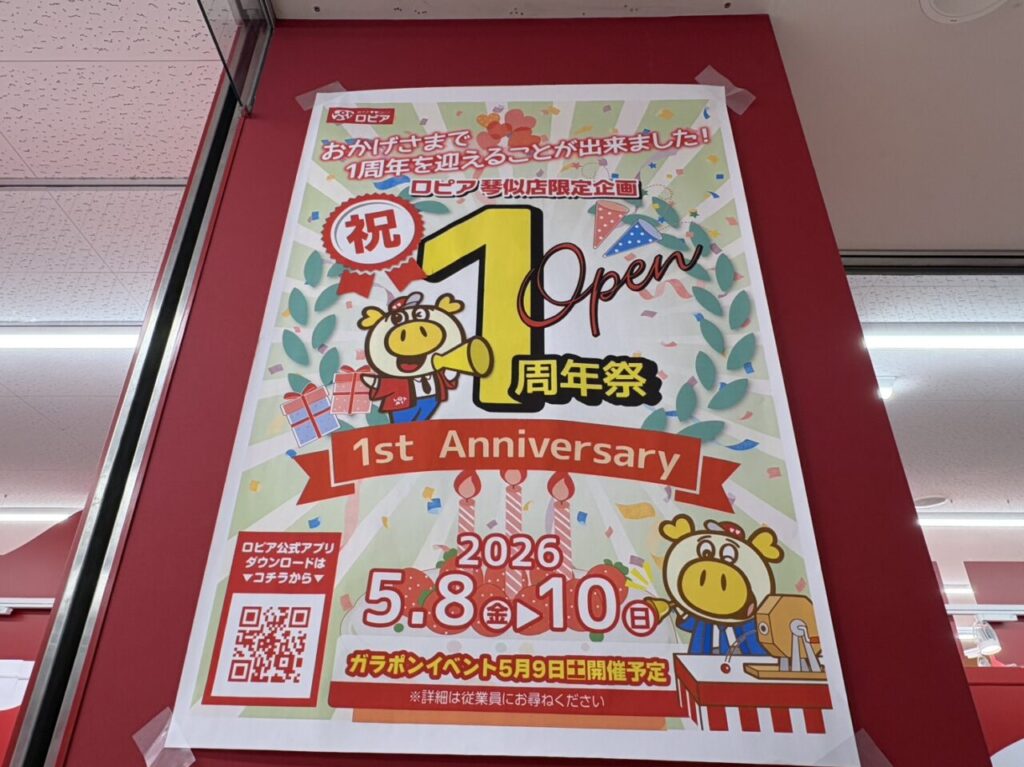 ロピア
おかげさまで
1周年を迎えることが出来ました!
ロピア 琴似店限定企画
祝
1
Open
周年祭
1st Anniversary
ロピア公式アプリ
ダウンロードは
▼コチラから▼
2026
5.8金▶10日
ガラポンイベント5月9日土開催予定
※詳細は従業員にお尋ねください